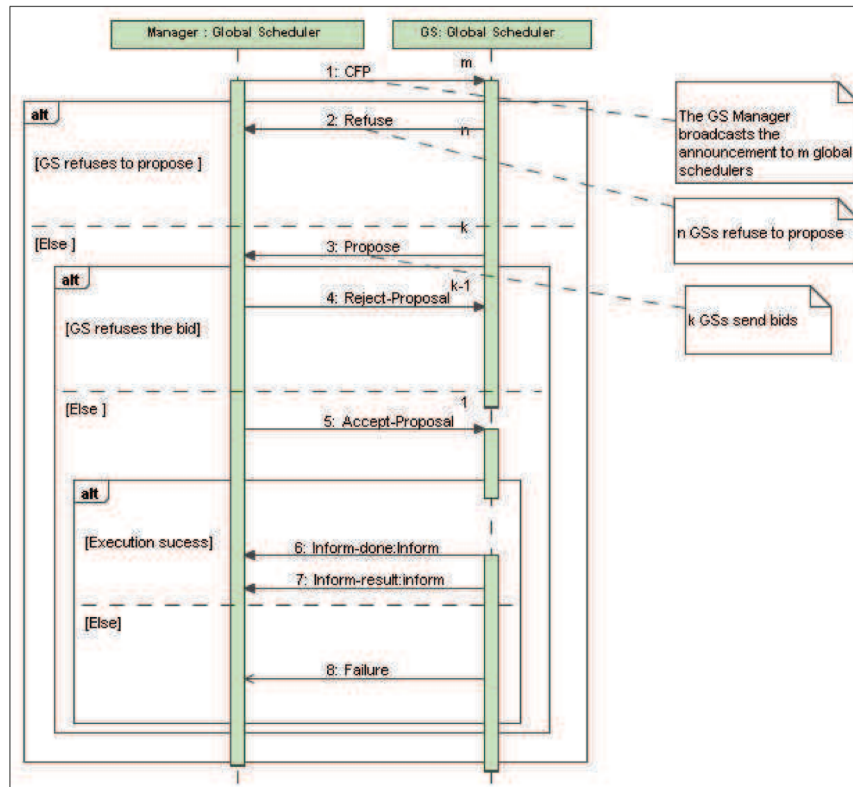 Manager : Global Scheduler
GS: Global Scheduler
m
1: CFP
alt
2: Refuse
n
[GS refuses to propose ]
The GS Manager
broadcasts the
announcement to m global
schedulers
n GSs refuse to propose
k
[Else ]
3: Propose
alt
k-1
4: Reject-Proposal
[GS refuses the bid]
k GSs send bids
1
[Else ]
5: Accept-Proposal
alt
[Execution sucess]
6: Inform-done:Inform
7: Inform-result:inform
[Else]
8: Failure